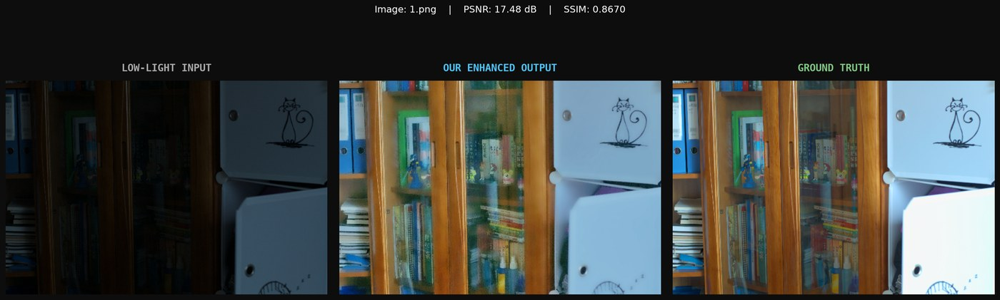 Image: 1.png | PSNR: 17.48 dB | SSIM: 0.8670
LOW-LIGHT INPUT
OUR ENHANCED OUTPUT
GROUND TRUTH